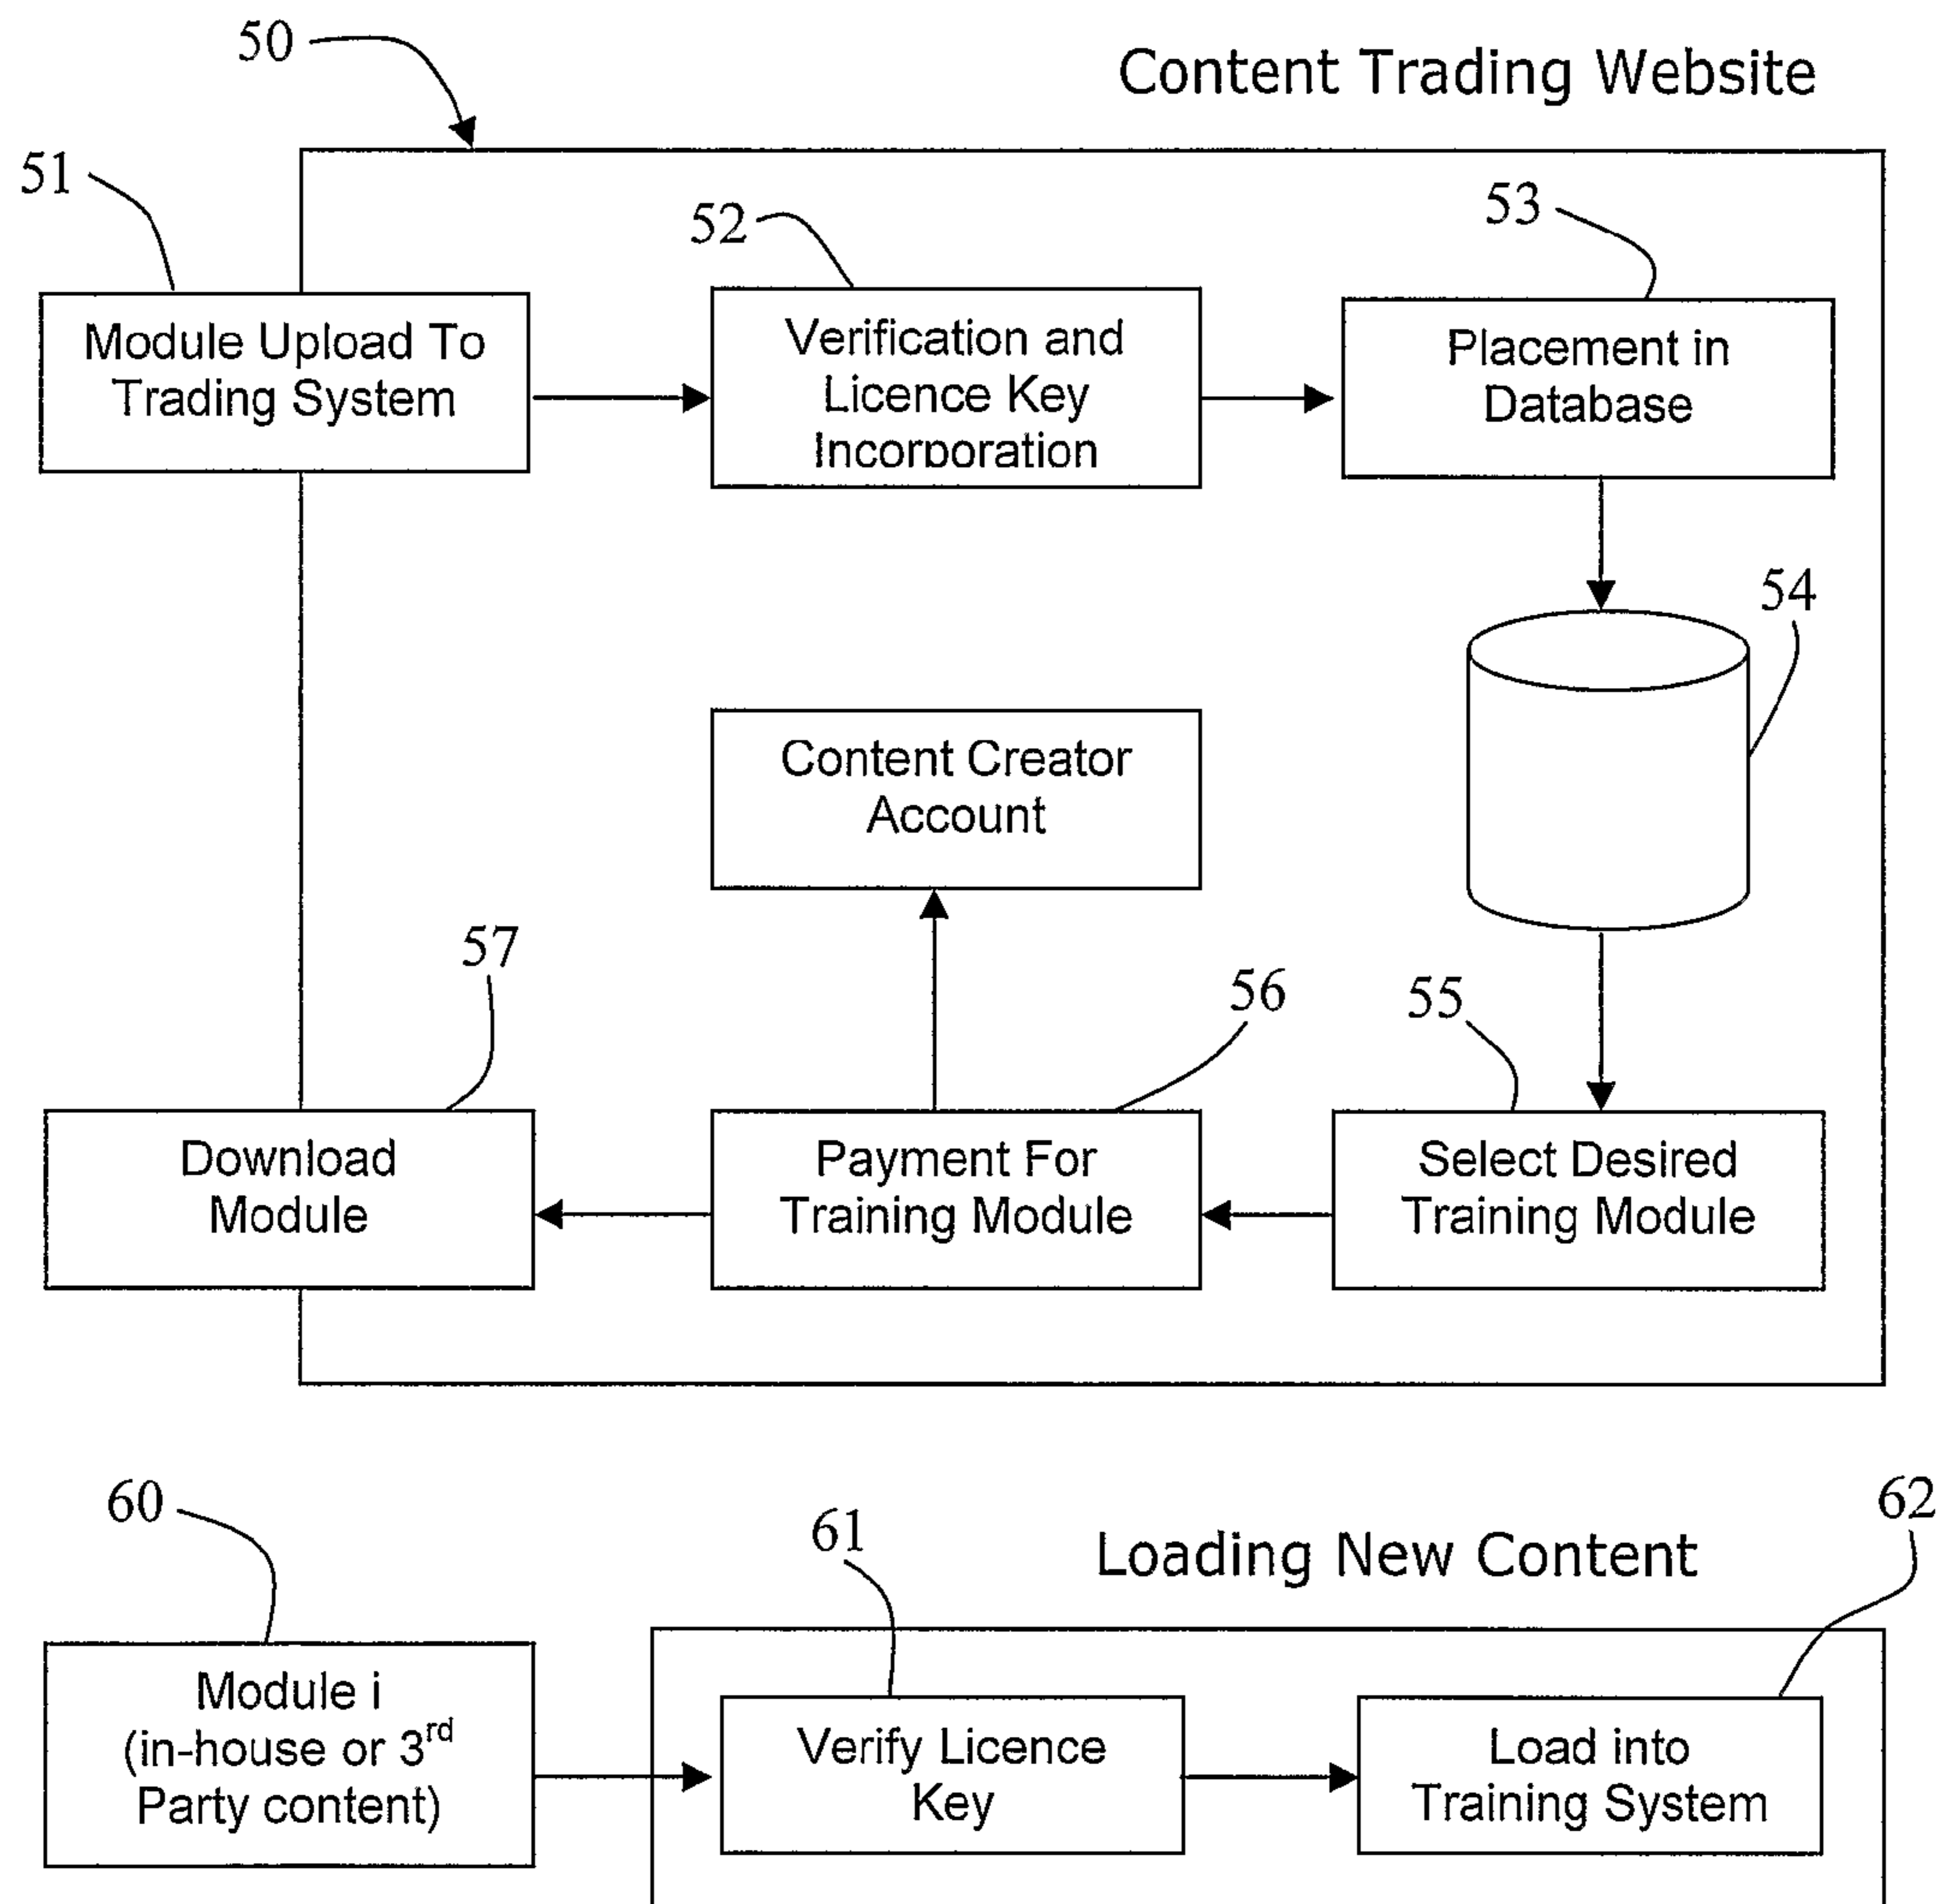 50
Content Trading Website
51
52
53
Module Upload To
Trading System
Verification and
Licence Key
Incorporation
Placement in
Database
54
Content Creator
Account
57
56
55
Download
Module
Payment For
Training Module
Select Desired
Training Module
60
61
62
Loading New Content
Module i
(in-house or 3rd
Party content)
Verify Licence
Key
Load into
Training System